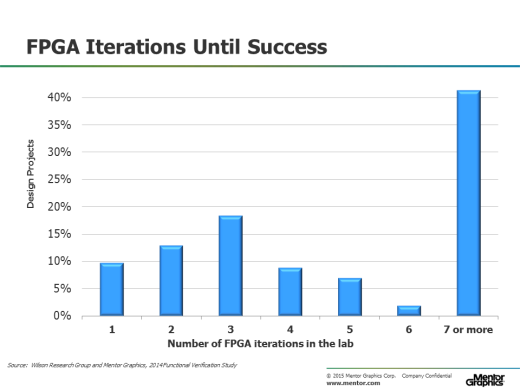 FPGA Iterations Until Success
40%
35%
30%
25%
20%
15%
10%
5%
0%
Design Projects
1 2 3 4 5 6 7 or more
Number of FPGA iterations in the lab
Source: Wilson Research Group and Mentor Graphics, 2014 Functional Verification Study
© 2015 Mentor Graphics Corp. Company Confidential
www.mentor.com
Mentor
Graphics